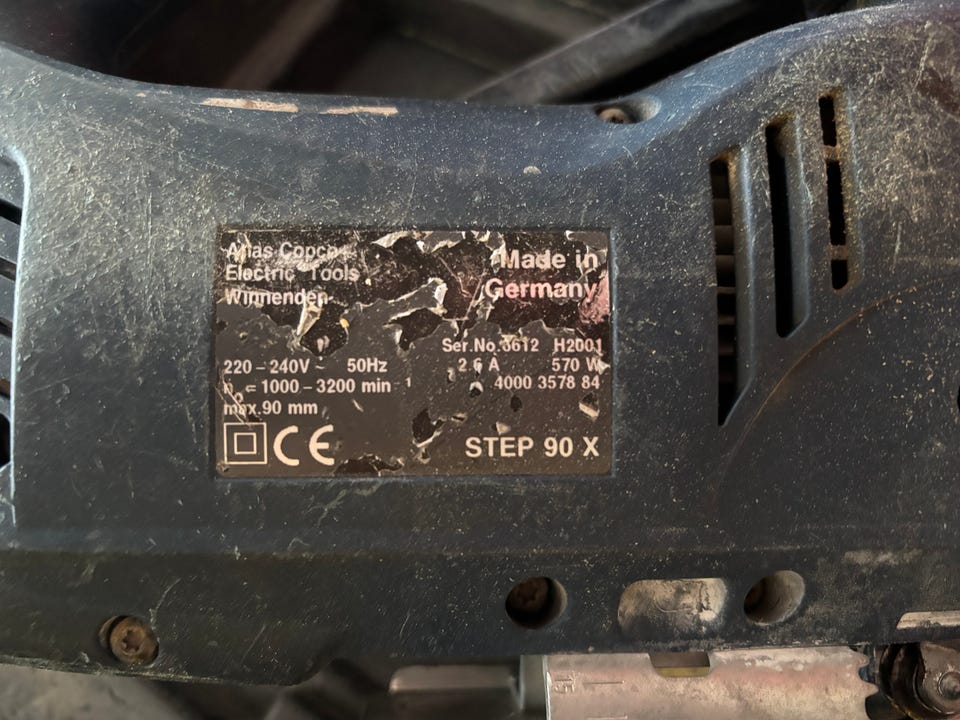 Atlas Copco
Electric Tools
Winnenden
Made in
Germany
Ser.No. 3612 H2001
220 – 240V ~ 50Hz 2.6 A 570 W
n₀ = 1000 – 3200 min⁻¹ 4000 3578 84
max.90 mm
CE STEP 90 X